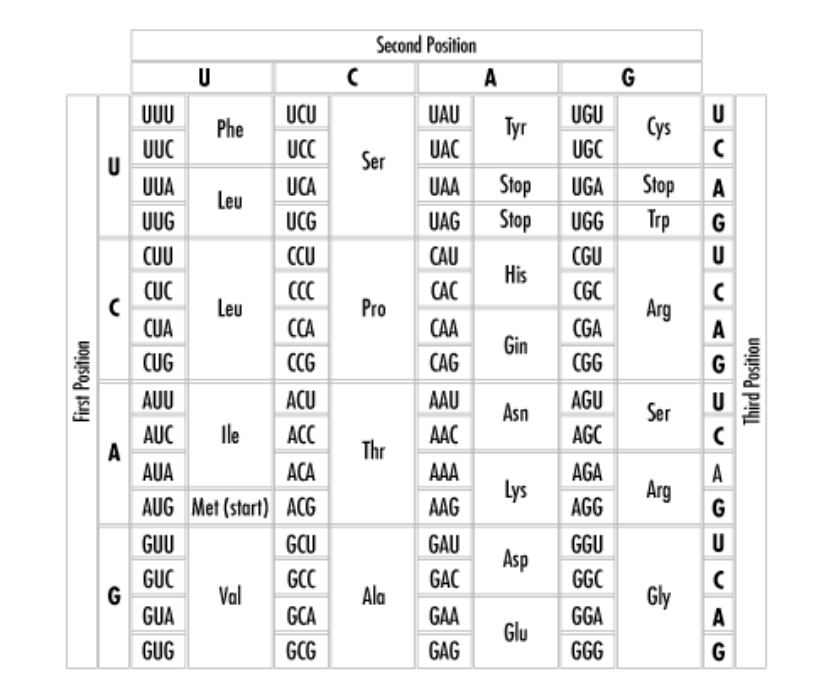 Second Position
U C A G
First Position
Third Position
U
UUU Phe UCU Ser UAU Tyr UGU Cys U
UUC UCC UAC UGC C
UUA Leu UCA UAA Stop UGA Stop A
UUG UCG UAG Stop UGG Trp G
C
CUU Leu CCU Pro CAU His CGU Arg U
CUC CCC CAC CGC C
CUA CCA CAA Gin CGA A
CUG CCG CAG CGG G
A
AUU Ile ACU Thr AAU Asn AGU Ser U
AUC ACC AAC AGC C
AUA ACA AAA Lys AGA Arg A
AUG Met (start) ACG AAG AGG G
G
GUU Val GCU Ala GAU Asp GGU Gly U
GUC GCC GAC GGC C
GUA GCA GAA Glu GGA A
GUG GCG GAG GGG G